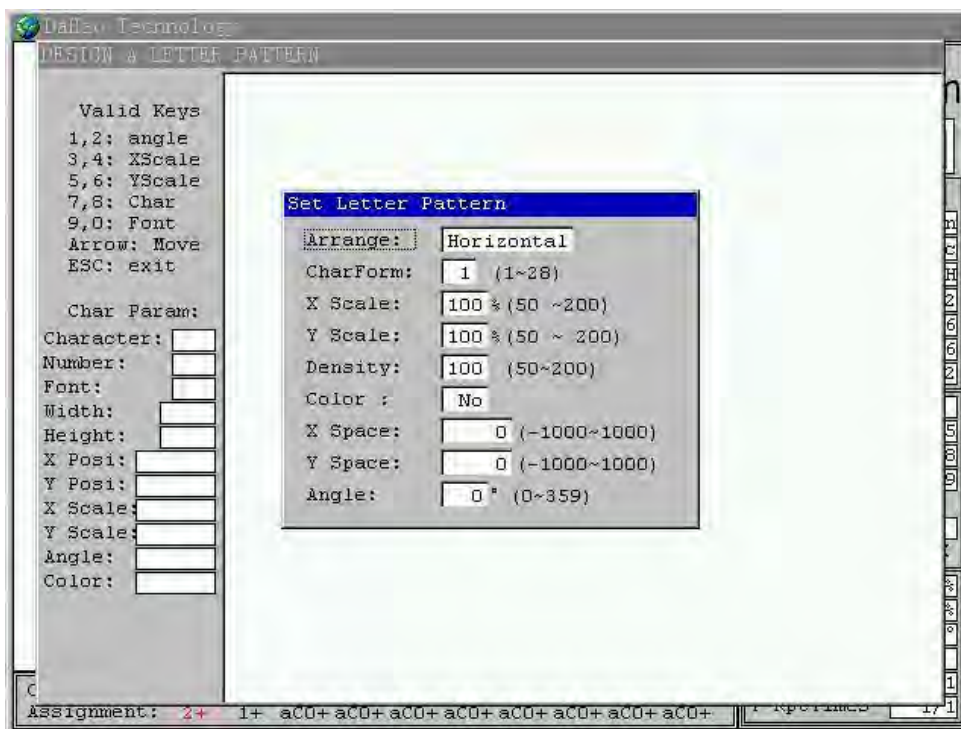 DaHao Technology
DESIGN A LETTER PATTERN
Valid Keys
1,2: angle
3,4: XScale
5,6: YScale
7,8: Char
9,0: Font
Arrow: Move
ESC: exit
Char Param:
Character:
Number:
Font:
Width:
Height:
X Posi:
Y Posi:
X Scale:
Y Scale:
Angle:
Color:
Set Letter Pattern
Arrange: Horizontal
CharForm: 1 (1~28)
X Scale: 100 % (50 ~200)
Y Scale: 100 % (50 ~ 200)
Density: 100 (50~200)
Color : No
X Space: 0 (-1000~1000)
Y Space: 0 (-1000~1000)
Angle: 0 ° (0~359)
Assignment: 2+ 1+ aC0+aC0+aC0+aC0+aC0+aC0+aC0+aC0+
1/1